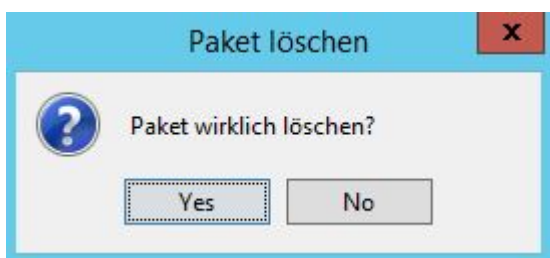 Paket löschen
x
Paket wirklich löschen?
Yes
No